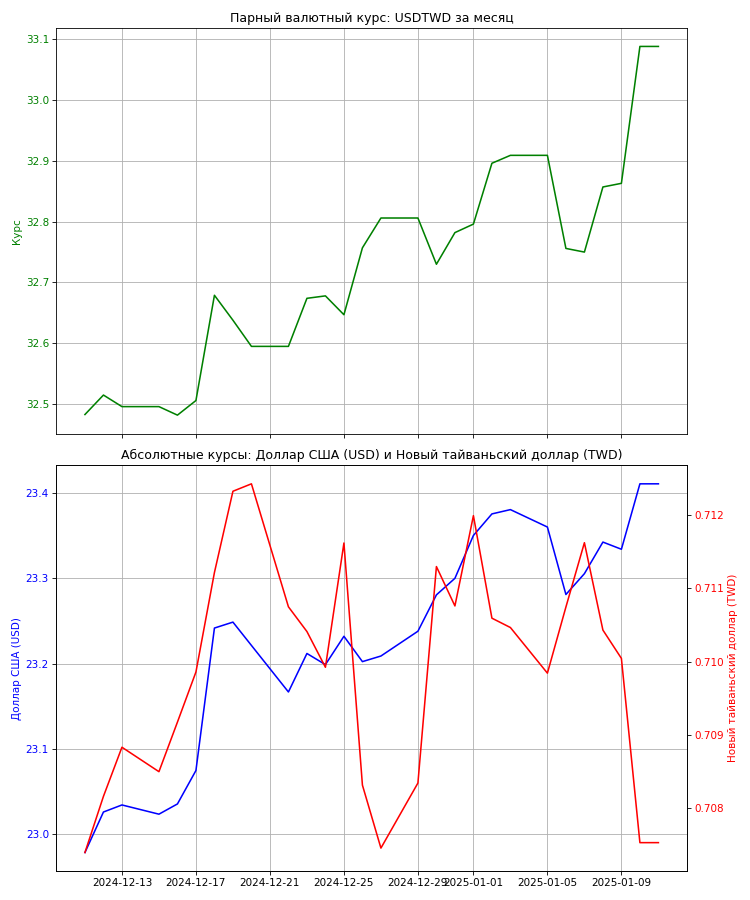 Парный валютный курс: USDTWD за месяц
33.1
33.0
32.9
32.8
32.7
32.6
32.5
Курс
Абсолютные курсы: Доллар США (USD) и Новый тайваньский доллар (TWD)
23.4
23.3
23.2
23.1
23.0
Доллар США (USD)
0.712
0.711
0.710
0.709
0.708
Новый тайваньский доллар (TWD)
2024-12-13 2024-12-17 2024-12-21 2024-12-25 2024-12-29 2025-01-01 2025-01-05 2025-01-09